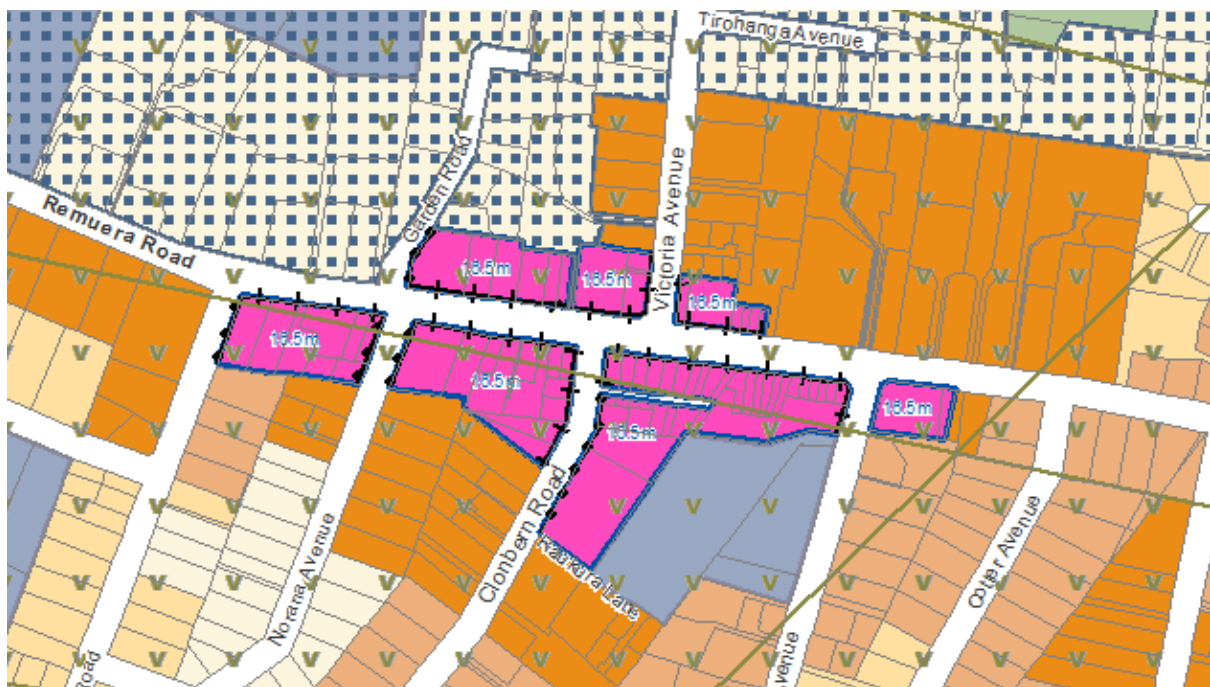 Tirohanga Avenue
Garden Road
Victoria Avenue
Remuera Road
18.5m
18.5m
18.5m
18.5m
18.5m
18.5m
18.5m
Norana Avenue
Clonbern Road
Raukura Lane
Cotter Avenue
Road
Avenue